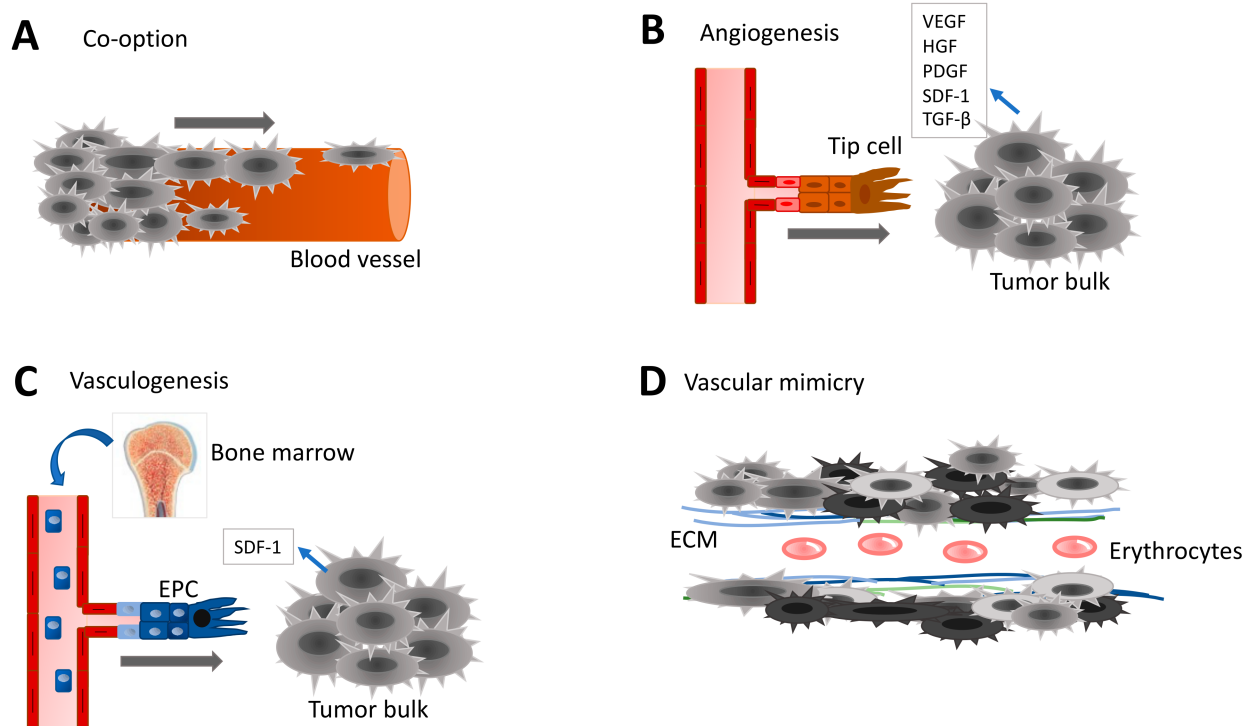 A Co-option
Blood vessel
B Angiogenesis
VEGF
HGF
PDGF
SDF-1
TGF-β
Tip cell
Tumor bulk
C Vasculogenesis
Bone marrow
SDF-1
EPC
Tumor bulk
D Vascular mimicry
ECM
Erythrocytes